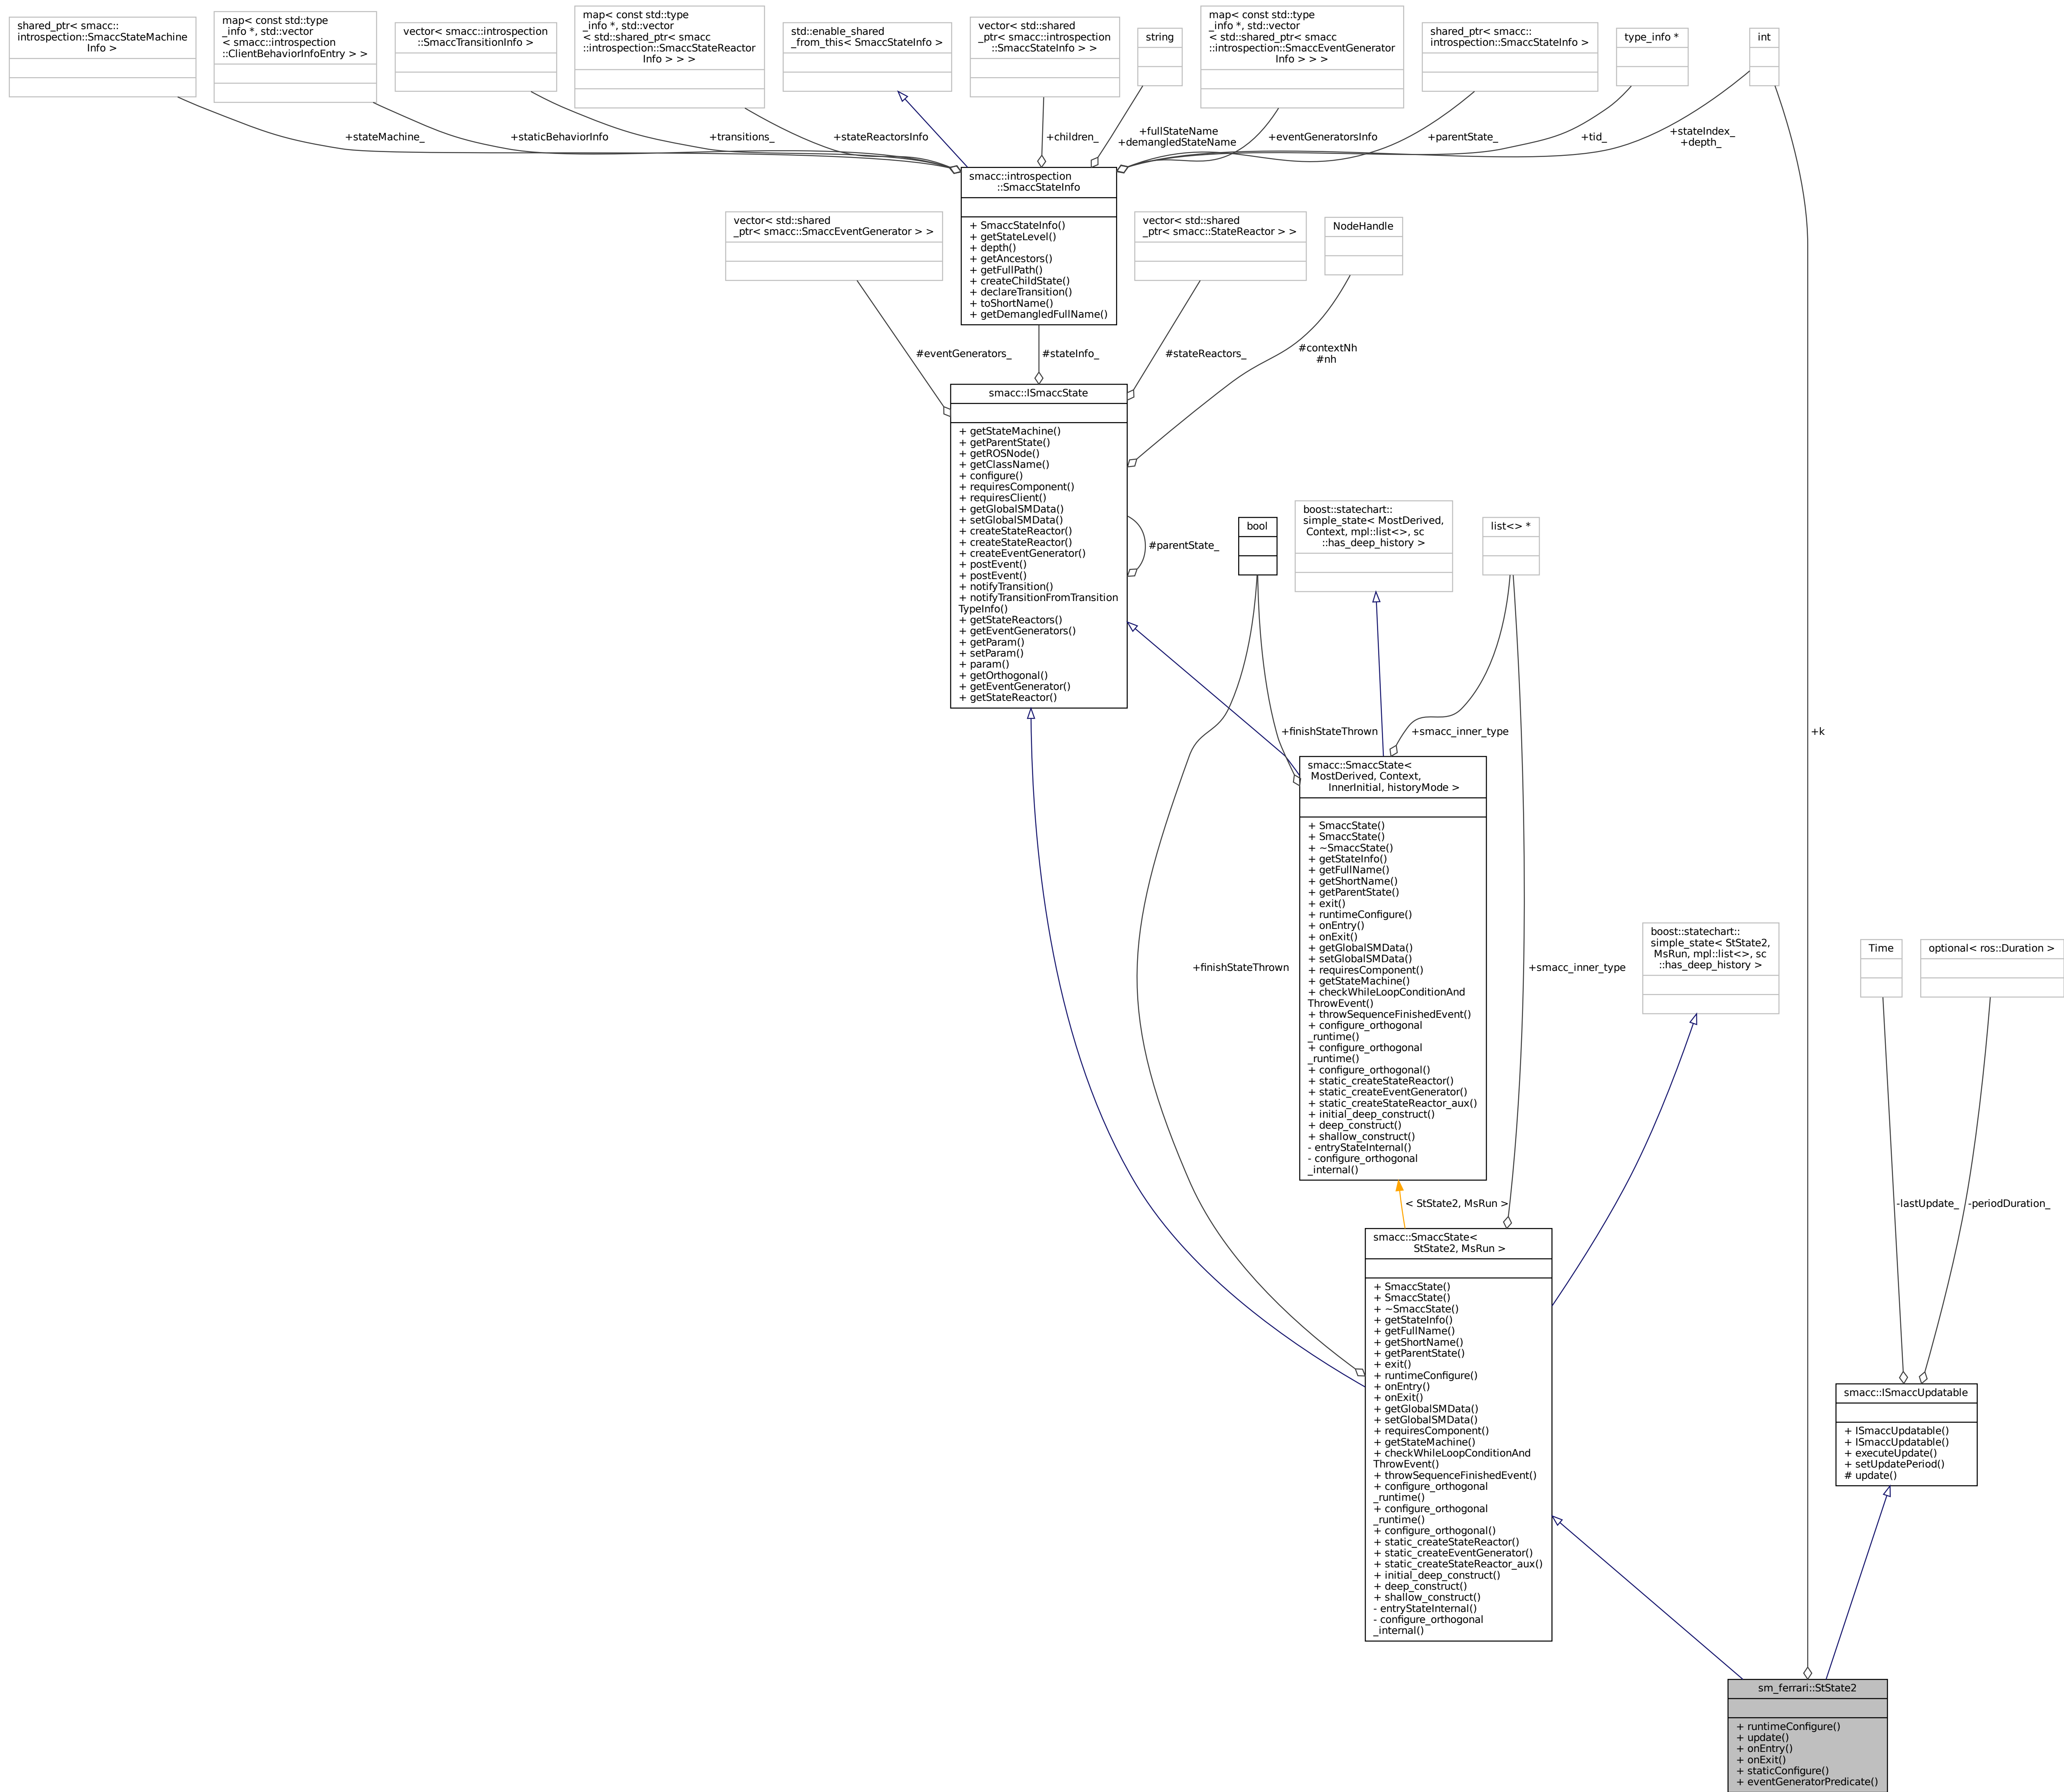 shared_ptr< smacc::
introspection::SmaccStateMachine
Info >
map< const std::type
_info *, std::vector
< smacc::introspection
::ClientBehaviorInfoEntry > >
vector< smacc::introspection
::SmaccTransitionInfo >
map< const std::type
_info *, std::vector
< std::shared_ptr< smacc
::introspection::SmaccStateReactor
Info > > >
std::enable_shared
_from_this< SmaccStateInfo >
vector< std::shared
_ptr< smacc::introspection
::SmaccStateInfo > >
string
map< const std::type
_info *, std::vector
< std::shared_ptr< smacc
::introspection::SmaccEventGenerator
Info > > >
shared_ptr< smacc::
introspection::SmaccStateInfo >
type_info *
int
+stateMachine_
+staticBehaviorInfo
+transitions_
+stateReactorsInfo
+children_
+fullStateName
+demangledStateName
+eventGeneratorsInfo
+parentState_
+tid_
+stateIndex_
+depth_
smacc::introspection
::SmaccStateInfo
+ SmaccStateInfo()
+ getStateLevel()
+ depth()
+ getAncestors()
+ getFullPath()
+ createChildState()
+ declareTransition()
+ toShortName()
+ getDemangledFullName()
vector< std::shared
_ptr< smacc::SmaccEventGenerator > >
vector< std::shared
_ptr< smacc::StateReactor > >
NodeHandle
#eventGenerators_
#stateInfo_
#stateReactors_
#contextNh
#nh
smacc::ISmaccState
+ getStateMachine()
+ getParentState()
+ getROSNode()
+ getClassName()
+ configure()
+ requiresComponent()
+ requiresClient()
+ getGlobalSMData()
+ setGlobalSMData()
+ createStateReactor()
+ createStateReactor()
+ createEventGenerator()
+ postEvent()
+ postEvent()
+ notifyTransition()
+ notifyTransitionFromTransition
TypeInfo()
+ getStateReactors()
+ getEventGenerators()
+ getParam()
+ setParam()
+ param()
+ getOrthogonal()
+ getEventGenerator()
+ getStateReactor()
#parentState_
bool
boost::statechart::
simple_state< MostDerived,
Context, mpl::list<>, sc
::has_deep_history >
list<> *
+finishStateThrown
+smacc_inner_type
+k
smacc::SmaccState<
MostDerived, Context,
InnerInitial, historyMode >
+ SmaccState()
+ SmaccState()
+ ~SmaccState()
+ getStateInfo()
+ getFullName()
+ getShortName()
+ getParentState()
+ exit()
+ runtimeConfigure()
+ onEntry()
+ onExit()
+ getGlobalSMData()
+ setGlobalSMData()
+ requiresComponent()
+ getStateMachine()
+ checkWhileLoopConditionAnd
ThrowEvent()
+ throwSequenceFinishedEvent()
+ configure_orthogonal
_runtime()
+ configure_orthogonal
_runtime()
+ configure_orthogonal()
+ static_createStateReactor()
+ static_createEventGenerator()
+ static_createStateReactor_aux()
+ initial_deep_construct()
+ deep_construct()
+ shallow_construct()
- entryStateInternal()
- configure_orthogonal
_internal()
+finishStateThrown
+smacc_inner_type
boost::statechart::
simple_state< StState2,
MsRun, mpl::list<>, sc
::has_deep_history >
Time
optional< ros::Duration >
< StState2, MsRun >
-lastUpdate_
-periodDuration_
smacc::SmaccState<
StState2, MsRun >
+ SmaccState()
+ SmaccState()
+ ~SmaccState()
+ getStateInfo()
+ getFullName()
+ getShortName()
+ getParentState()
+ exit()
+ runtimeConfigure()
+ onEntry()
+ onExit()
+ getGlobalSMData()
+ setGlobalSMData()
+ requiresComponent()
+ getStateMachine()
+ checkWhileLoopConditionAnd
ThrowEvent()
+ throwSequenceFinishedEvent()
+ configure_orthogonal
_runtime()
+ configure_orthogonal
_runtime()
+ configure_orthogonal()
+ static_createStateReactor()
+ static_createEventGenerator()
+ static_createStateReactor_aux()
+ initial_deep_construct()
+ deep_construct()
+ shallow_construct()
- entryStateInternal()
- configure_orthogonal
_internal()
smacc::ISmaccUpdatable
+ ISmaccUpdatable()
+ ISmaccUpdatable()
+ executeUpdate()
+ setUpdatePeriod()
# update()
sm_ferrari::StState2
+ runtimeConfigure()
+ update()
+ onEntry()
+ onExit()
+ staticConfigure()
+ eventGeneratorPredicate()